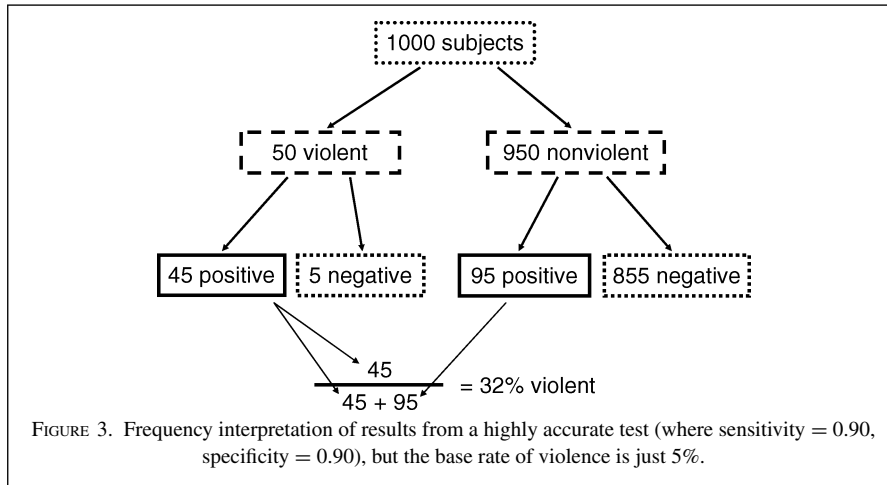 1000 subjects
50 violent
950 nonviolent
45 positive
5 negative
95 positive
855 negative
45
45 + 95
= 32% violent
FIGURE 3. Frequency interpretation of results from a highly accurate test (where sensitivity = 0.90,
specificity = 0.90), but the base rate of violence is just 5%.